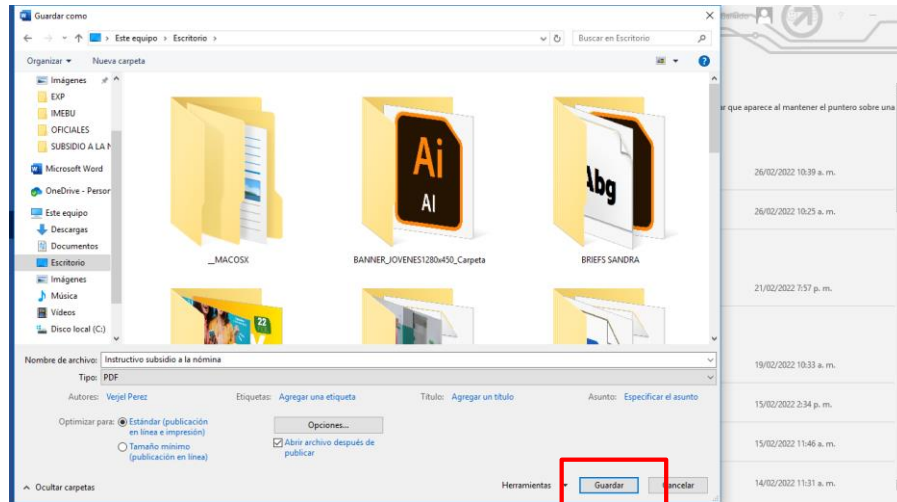 Guardar como
Este equipo > Escritorio >
Buscar en Escritorio
Organizar
Nueva carpeta
Imágenes
EXP
IMEBU
OFICIALES
SUBSIDIO A LA N
Microsoft Word
OneDrive - Person
Este equipo
Descargas
Documentos
Escritorio
Imágenes
Música
Vídeos
Disco local (C:)
Ai
AI
Abg
22
__MACOSX
BANNER_JOVENES1280x450_Carpeta
BRIEFS SANDRA
Nombre de archivo: Instructivo subsidio a la nómina
Tipo: PDF
Autores: Verjel Perez
Etiquetas: Agregar una etiqueta
Título: Agregar un título
Asunto: Especificar el asunto
Optimizar para:
Estándar (publicación
en línea e impresión)
Tamaño mínimo
(publicación en línea)
Opciones...
Abrir archivo después de
publicar
Ocultar carpetas
Herramientas
Guardar
Cancelar
que aparece al mantener el puntero sobre una
26/02/2022 10:39 a. m.
26/02/2022 10:25 a. m.
21/02/2022 7:57 p. m.
19/02/2022 10:33 a. m.
15/02/2022 2:34 p. m.
15/02/2022 11:46 a. m.
14/02/2022 11:31 a. m.